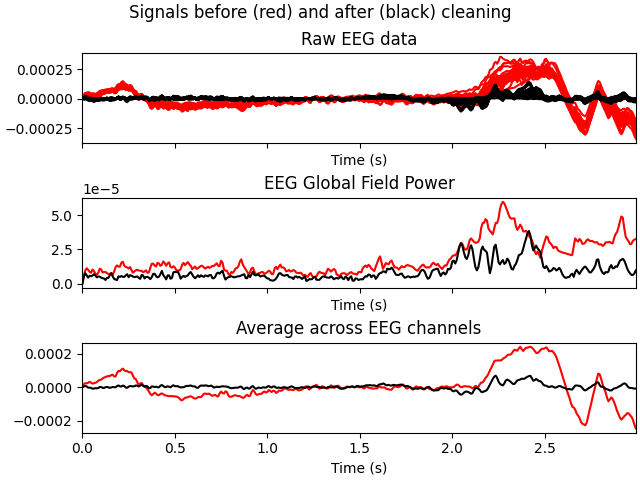 Signals before (red) and after (black) cleaning
Raw EEG data
0.00025
0.00000
−0.00025
Time (s)
EEG Global Field Power
1e−5
5.0
2.5
0.0
Time (s)
Average across EEG channels
0.0002
0.0000
−0.0002
0.0 0.5 1.0 1.5 2.0 2.5
Time (s)